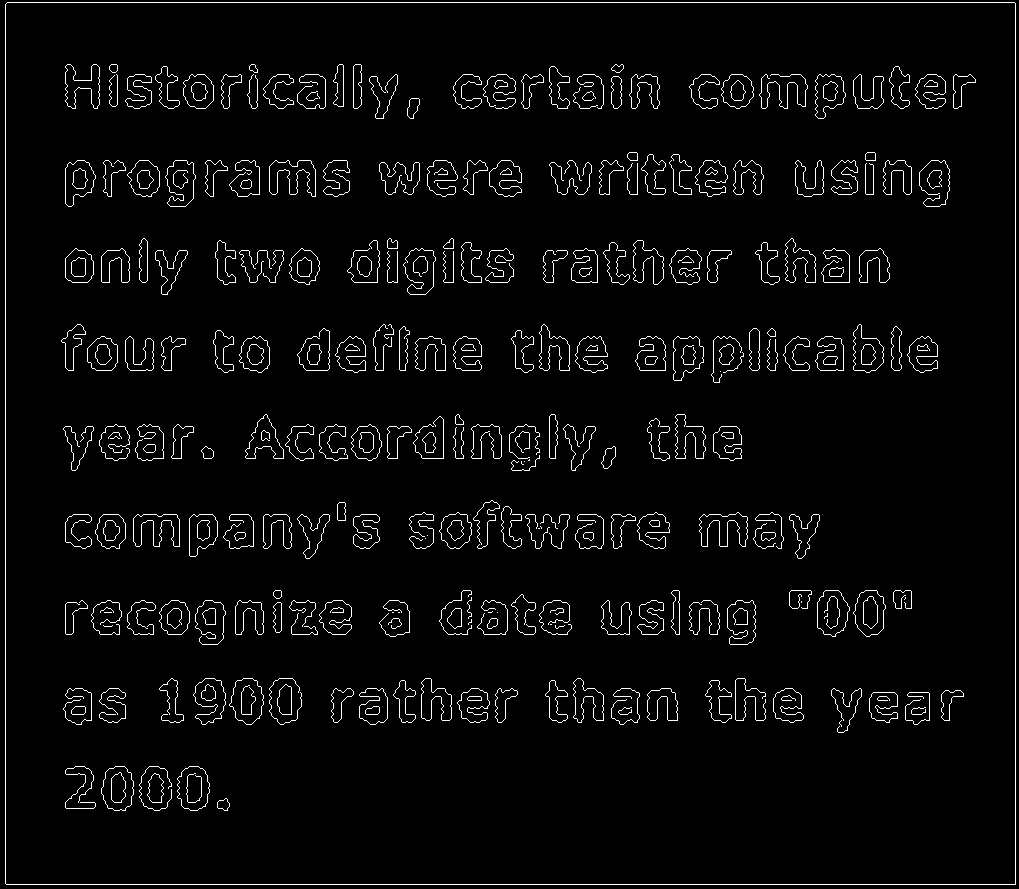 Historically, certain computer
programs were written using
only two digits rather than
four to define the applicable
year. Accordingly, the
company's software may
recognize a date using "00"
as 1900 rather than the year
2000.